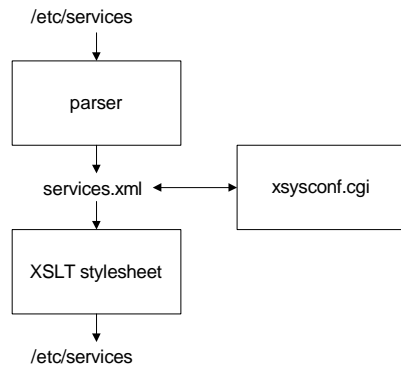 /etc/services
parser
services.xml
xsysconf.cgi
XSLT stylesheet
/etc/services